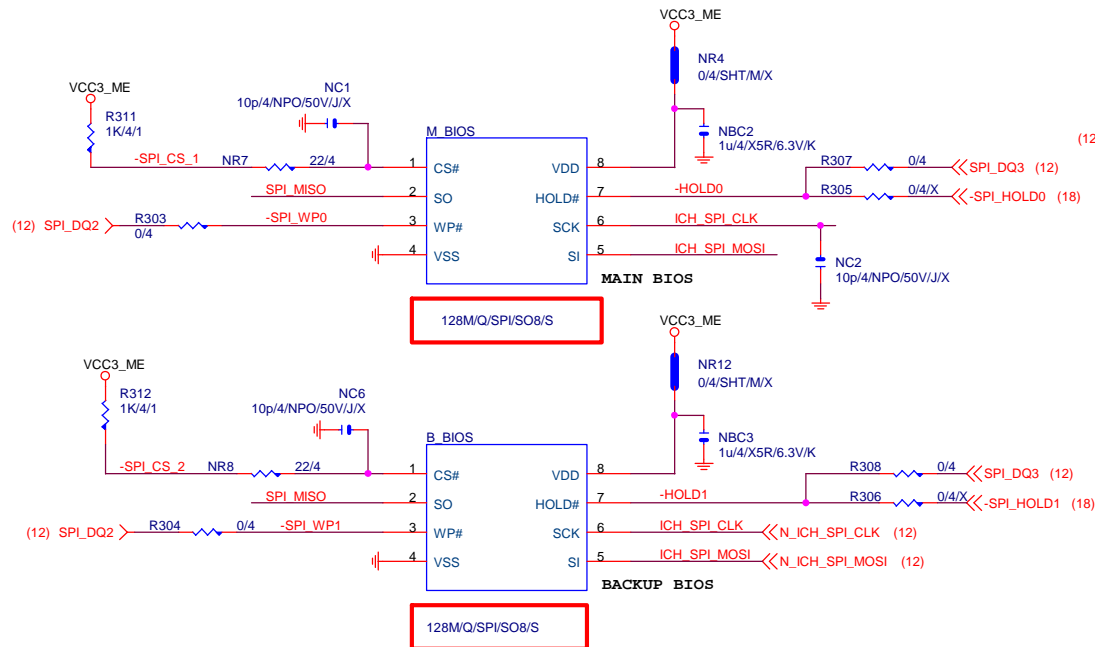 VCC3_ME
NR4
0/4/SHT/M/X
VCC3_ME
R311
1K/4/1
NC1
10p/4/NPO/50V/J/X
NBC2
1u/4/X5R/6.3V/K
M_BIOS
(12
-SPI_CS_1 NR7 22/4 1 CS# VDD 8
R307 0/4 SPI_DQ3 (12)
SPI_MISO 2 SO HOLD# 7 -HOLD0 R305 0/4/X -SPI_HOLD0 (18)
(12) SPI_DQ2 R303 0/4 -SPI_WP0 3 WP# SCK 6 ICH_SPI_CLK
4 VSS SI 5 ICH_SPI_MOSI
NC2
10p/4/NPO/50V/J/X
MAIN BIOS
128M/Q/SPI/SO8/S
VCC3_ME
NR12
0/4/SHT/M/X
VCC3_ME
R312
1K/4/1
NC6
10p/4/NPO/50V/J/X
NBC3
1u/4/X5R/6.3V/K
B_BIOS
-SPI_CS_2 NR8 22/4 1 CS# VDD 8
R308 0/4 SPI_DQ3 (12)
SPI_MISO 2 SO HOLD# 7 -HOLD1 R306 0/4/X -SPI_HOLD1 (18)
(12) SPI_DQ2 R304 0/4 -SPI_WP1 3 WP# SCK 6 ICH_SPI_CLK N_ICH_SPI_CLK (12)
4 VSS SI 5 ICH_SPI_MOSI N_ICH_SPI_MOSI (12)
BACKUP BIOS
128M/Q/SPI/SO8/S